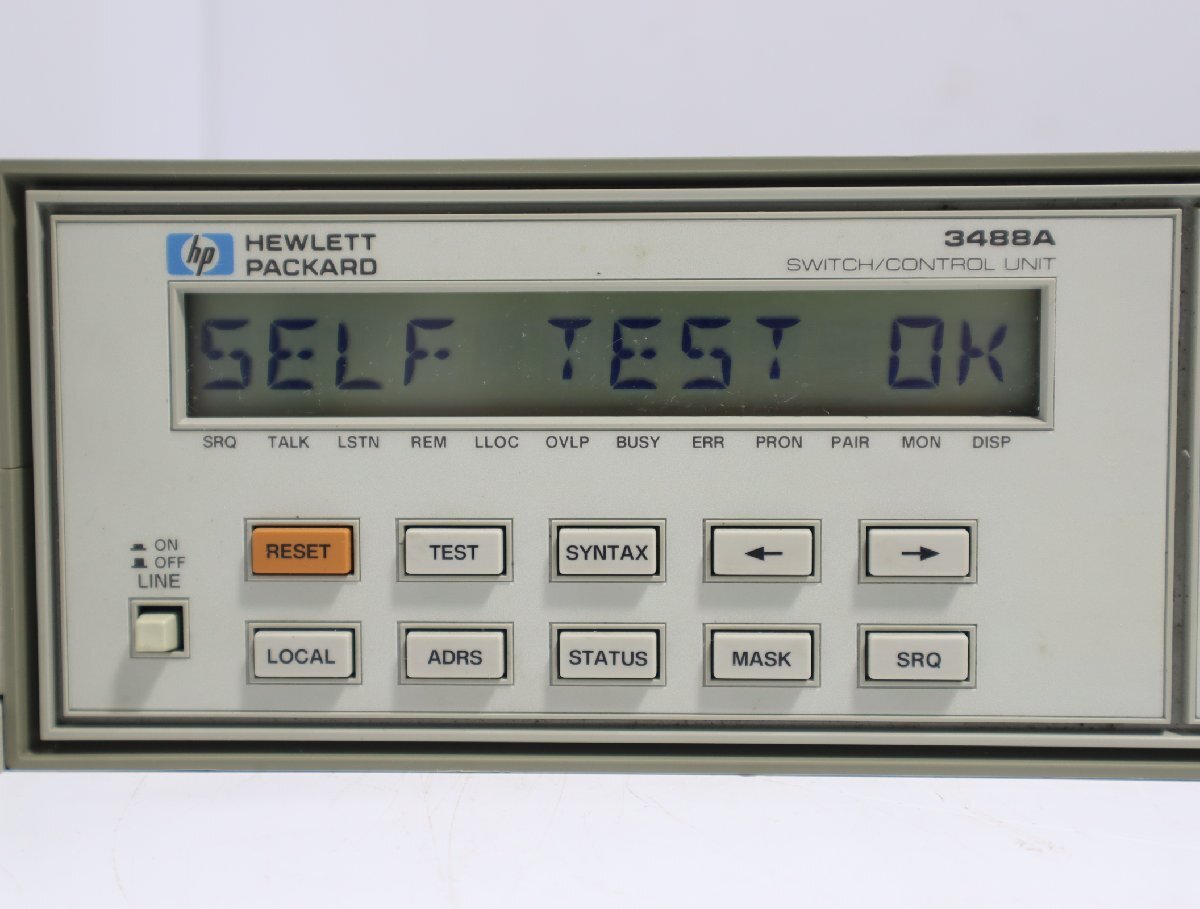 hp HEWLETT
PACKARD
3488A
SWITCH/CONTROL UNIT
SELF TEST OK
SRQ TALK LSTN REM LLOC OVLP BUSY ERR PRON PAIR MON DISP
ON
OFF
LINE
RESET TEST SYNTAX ← →
LOCAL ADRS STATUS MASK SRQ